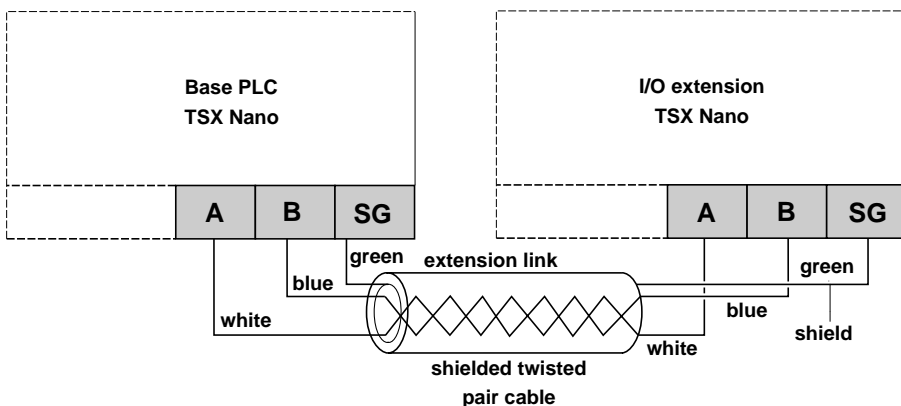 Base PLC
TSX Nano
I/O extension
TSX Nano
A B SG
A B SG
green
extension link
green
blue
blue
white
white
shield
shielded twisted
pair cable